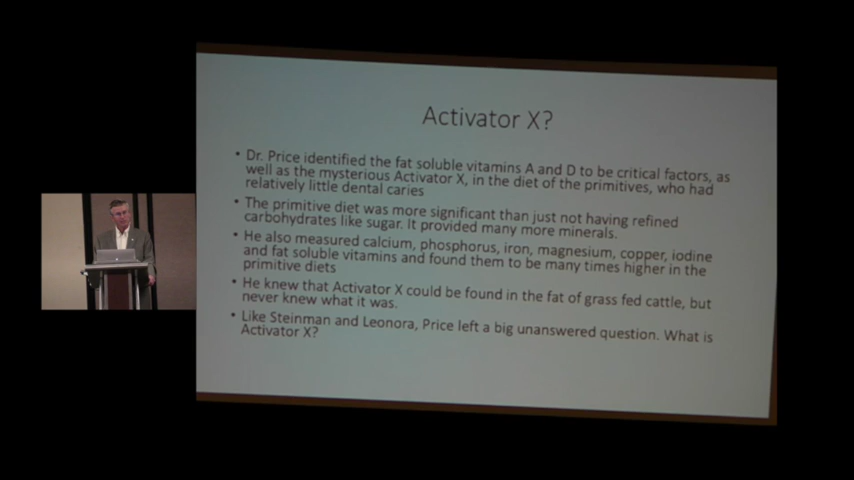 Activator X?
• Dr. Price identified the fat soluble vitamins A and D to be critical factors, as
well as the mysterious Activator X, in the diet of the primitives, who had
relatively little dental caries
• The primitive diet was more significant than just not having refined
carbohydrates like sugar. It provided many more minerals.
• He also measured calcium, phosphorus, iron, magnesium, copper, iodine
and fat soluble vitamins and found them to be many times higher in the
primitive diets
• He knew that Activator X could be found in the fat of grass fed cattle, but
never knew what it was.
• Like Steinman and Leonora, Price left a big unanswered question. What is
Activator X?